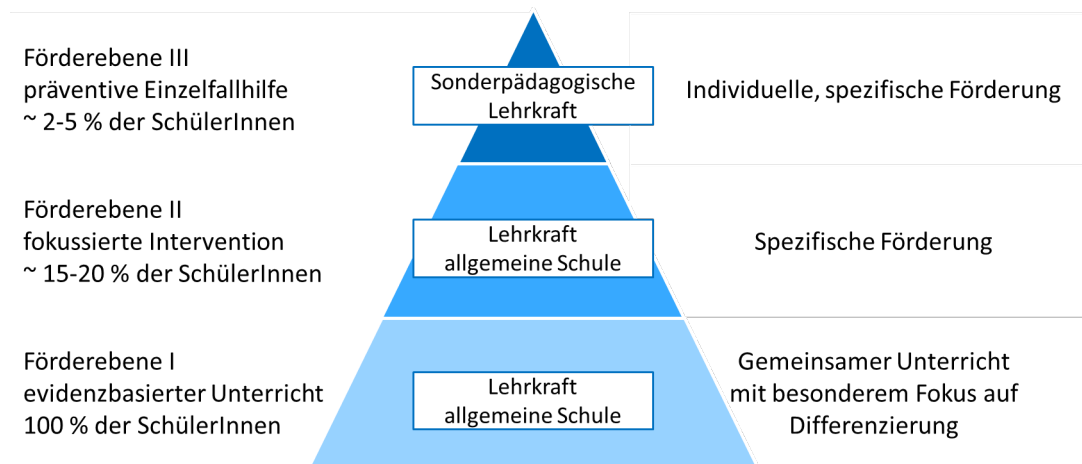 Förderebene III
präventive Einzelfallhilfe
~ 2-5 % der SchülerInnen
Sonderpädagogische
Lehrkraft
Individuelle, spezifische Förderung
Förderebene II
fokussierte Intervention
~ 15-20 % der SchülerInnen
Lehrkraft
allgemeine Schule
Spezifische Förderung
Förderebene I
evidenzbasierter Unterricht
100 % der SchülerInnen
Lehrkraft
allgemeine Schule
Gemeinsamer Unterricht
mit besonderem Fokus auf
Differenzierung